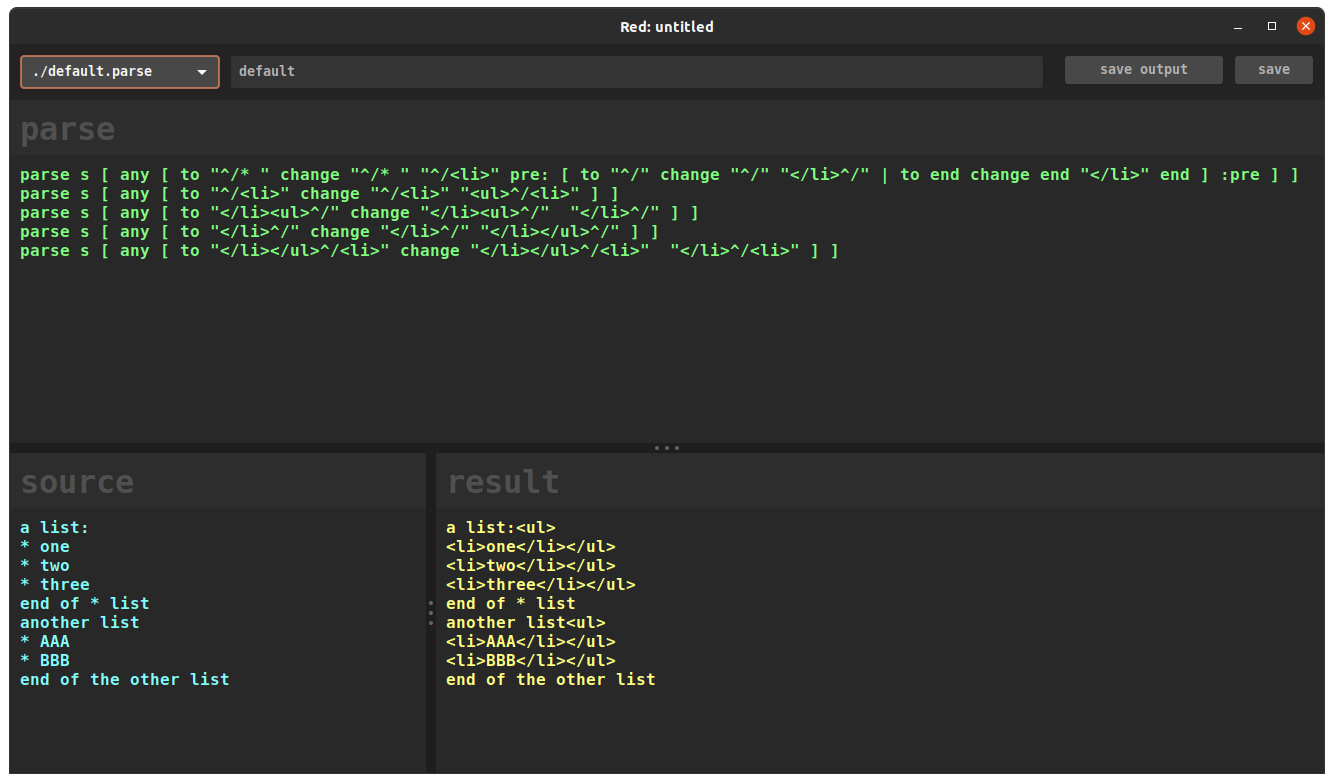 Red: untitled
./default.parse
default
save output
save
parse
parse s [ any [ to "^/* " change "^/* " "^/<li>" pre: [ to "^/" change "^/" "</li>^/" | to end change end "</li>" end ] :pre ] ]
parse s [ any [ to "^/<li>" change "^/<li>" "<ul>^/<li>" ] ]
parse s [ any [ to "</li><ul>^/" change "</li><ul>^/"  "</li>^/" ] ]
parse s [ any [ to "</li>^/" change "</li>^/" "</li></ul>^/" ] ]
parse s [ any [ to "</li></ul>^/<li>" change "</li></ul>^/<li>"  "</li>^/<li>" ] ]
source
a list:
* one
* two
* three
end of * list
another list
* AAA
* BBB
end of the other list
result
a list:<ul>
<li>one</li></ul>
<li>two</li></ul>
<li>three</li></ul>
end of * list
another list<ul>
<li>AAA</li></ul>
<li>BBB</li></ul>
end of the other list